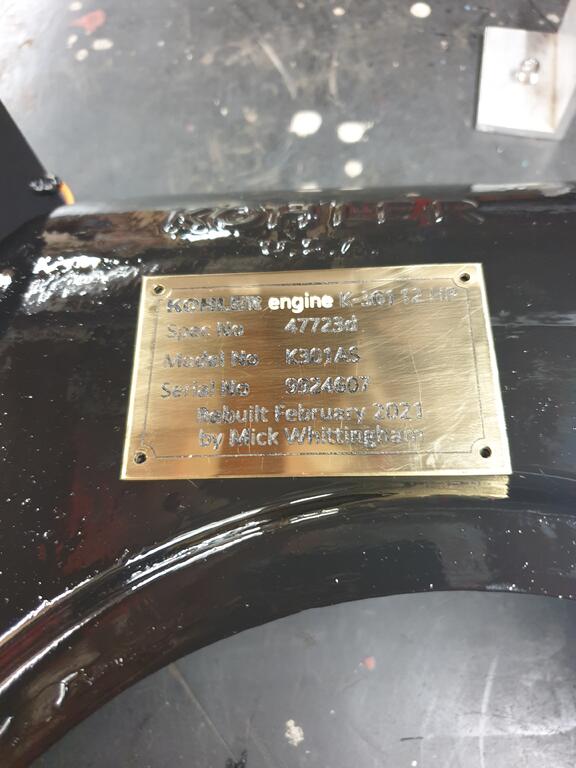 KOHLER
U.S.A.
KOHLER engine K-301 12 HP
Spec No 47723d
Model No K301AS
Serial No 9924607
Rebuilt February 2021
by Mick Whittingham